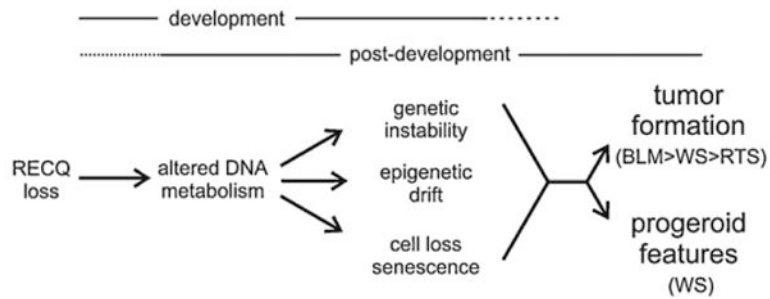 development
post-development
genetic
instability
tumor
formation
(BLM>WS>RTS)
RECQ
loss
altered DNA
metabolism
epigenetic
drift
cell loss
senescence
progeroid
features
(WS)